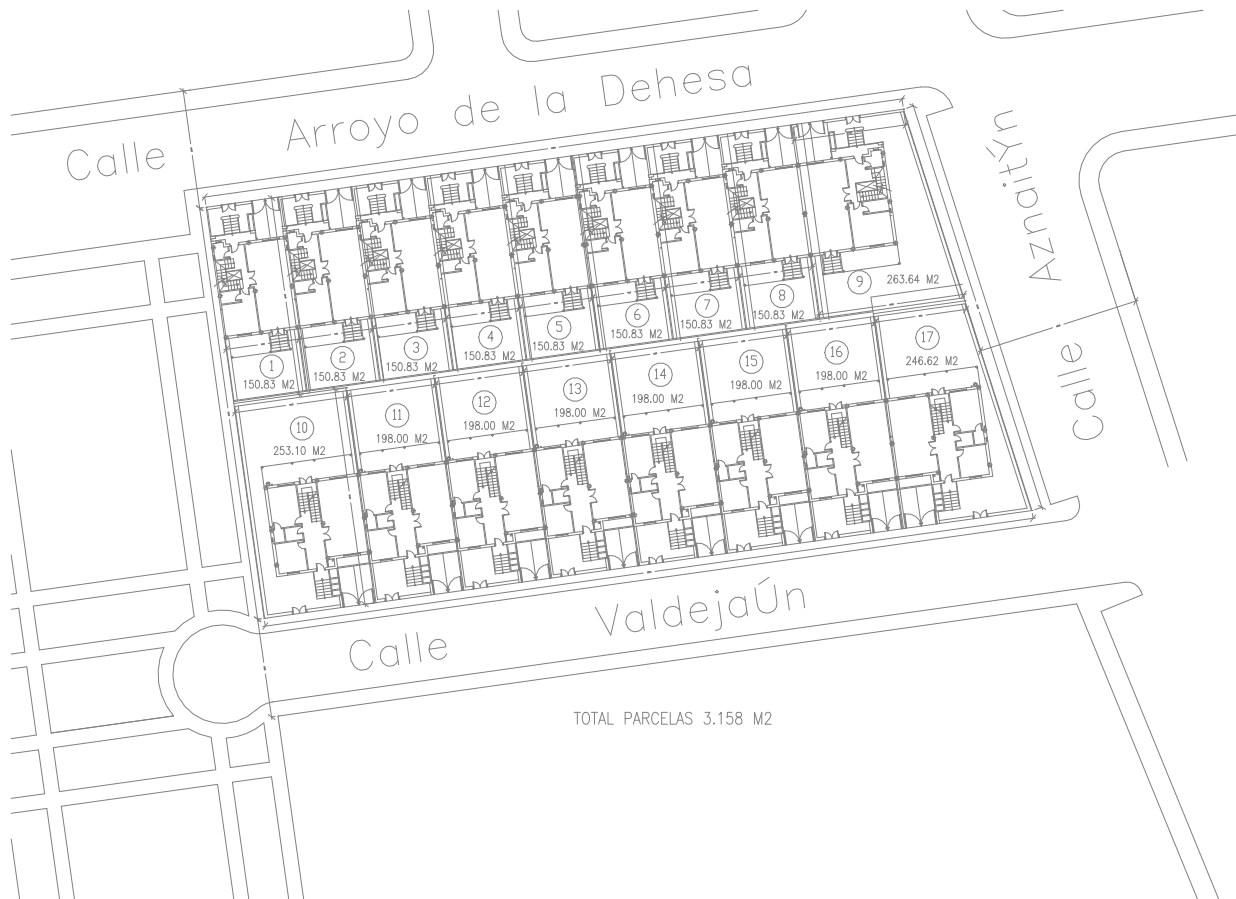 Calle Arroyo de la Dehesa
Calle AznaitÝn
1
150.83 M2
2
150.83 M2
3
150.83 M2
4
150.83 M2
5
150.83 M2
6
150.83 M2
7
150.83 M2
8
150.83 M2
9
263.64 M2
10
253.10 M2
11
198.00 M2
12
198.00 M2
13
198.00 M2
14
198.00 M2
15
198.00 M2
16
198.00 M2
17
246.62 M2
Calle ValdejaÚn
TOTAL PARCELAS 3.158 M2